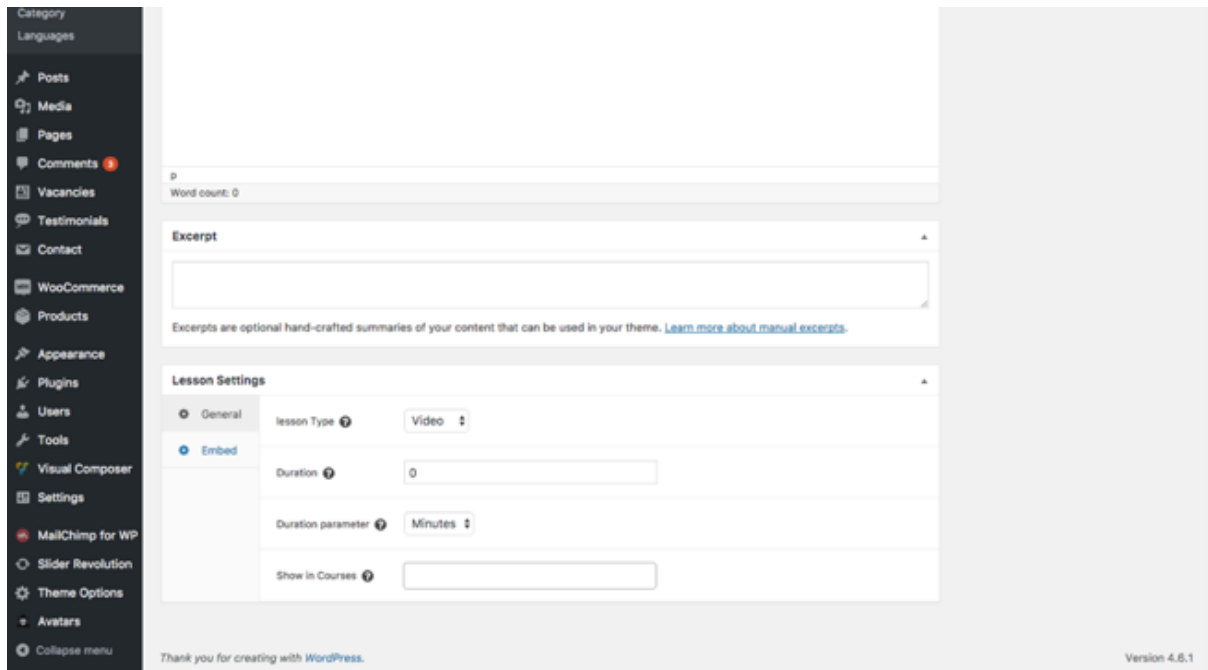 Category
Languages
Posts
Media
Pages
Comments 3
Vacancies
Testimonials
Contact
WooCommerce
Products
Appearance
Plugins
Users
Tools
Visual Composer
Settings
MailChimp for WP
Slider Revolution
Theme Options
Avatars
Collapse menu
p
Word count: 0
Excerpt
Excerpts are optional hand-crafted summaries of your content that can be used in your theme. Learn more about manual excerpts.
Lesson Settings
General
Embed
lesson Type
Video
Duration
0
Duration parameter
Minutes
Show in Courses
Thank you for creating with WordPress.
Version 4.6.1